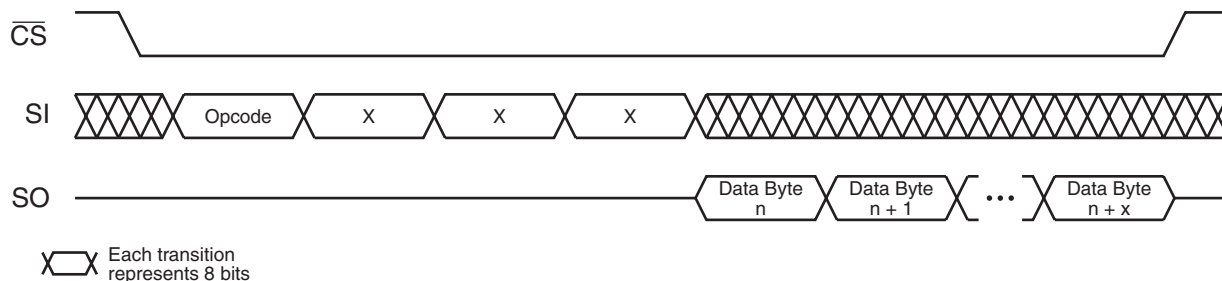 CS
SI
Opcode
X
X
X
SO
Data Byte
n
Data Byte
n + 1
•••
Data Byte
n + x
Each transition
represents 8 bits